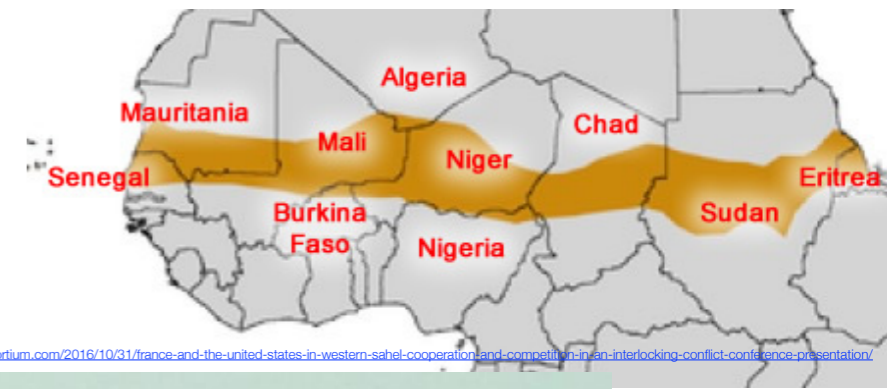 Algeria
Mauritania
Chad
Mali
Niger
Senegal
Eritrea
Burkina
Faso
Sudan
Nigeria
ortium.com/2016/10/31/france-and-the-united-states-in-western-sahel-cooperation-and-competition-in-an-interlocking-conflict-conference-presentation/